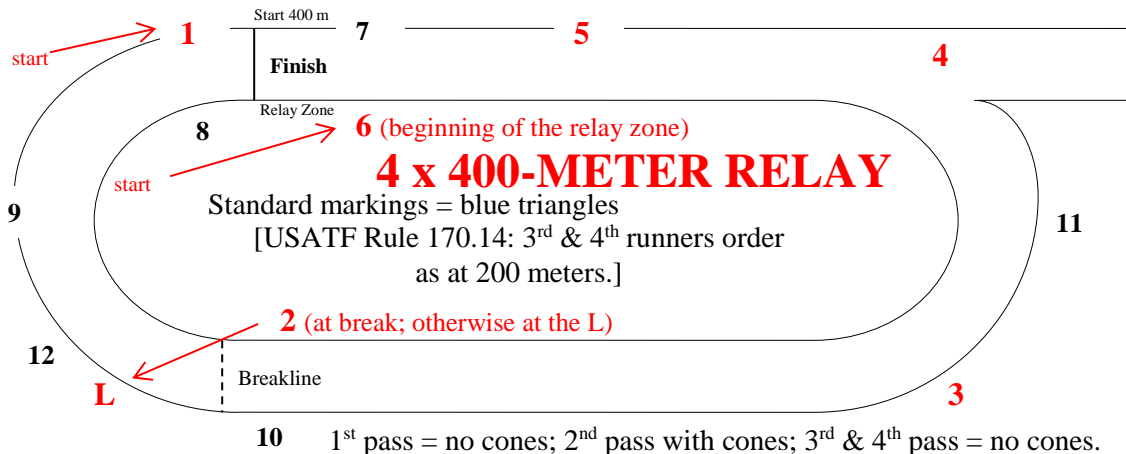 Start 400 m
1
7
5
start
Finish
4
Relay Zone
8
6 (beginning of the relay zone)
4 x 400-METER RELAY
start
Standard markings = blue triangles
9
11
[USATF Rule 170.14: 3rd & 4th runners order
as at 200 meters.]
2 (at break; otherwise at the L)
12
Breakline
L
3
10
1st pass = no cones; 2nd pass with cones; 3rd & 4th pass = no cones.